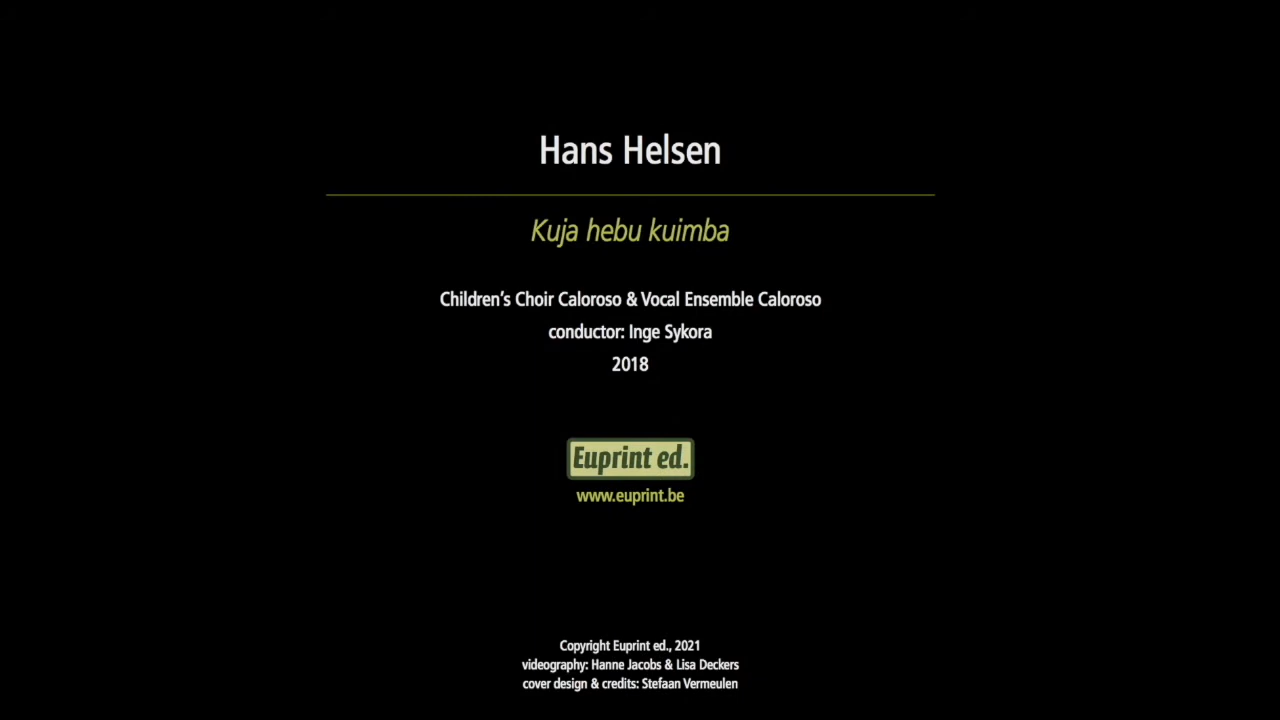 Hans Helsen
Kuja hebu kuimba
Children's Choir Caloroso & Vocal Ensemble Caloroso
conductor: Inge Sykora
2018
Euprint ed.
www.euprint.be
Copyright Euprint ed., 2021
videography: Hanne Jacobs & Lisa Deckers
cover design & credits: Stefaan Vermeulen